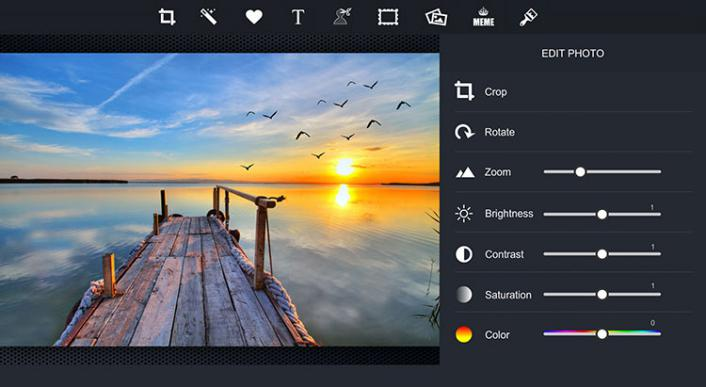 T
MEME
EDIT PHOTO
Crop
Rotate
Zoom
Brightness 1
Contrast 1
Saturation 1
Color 0